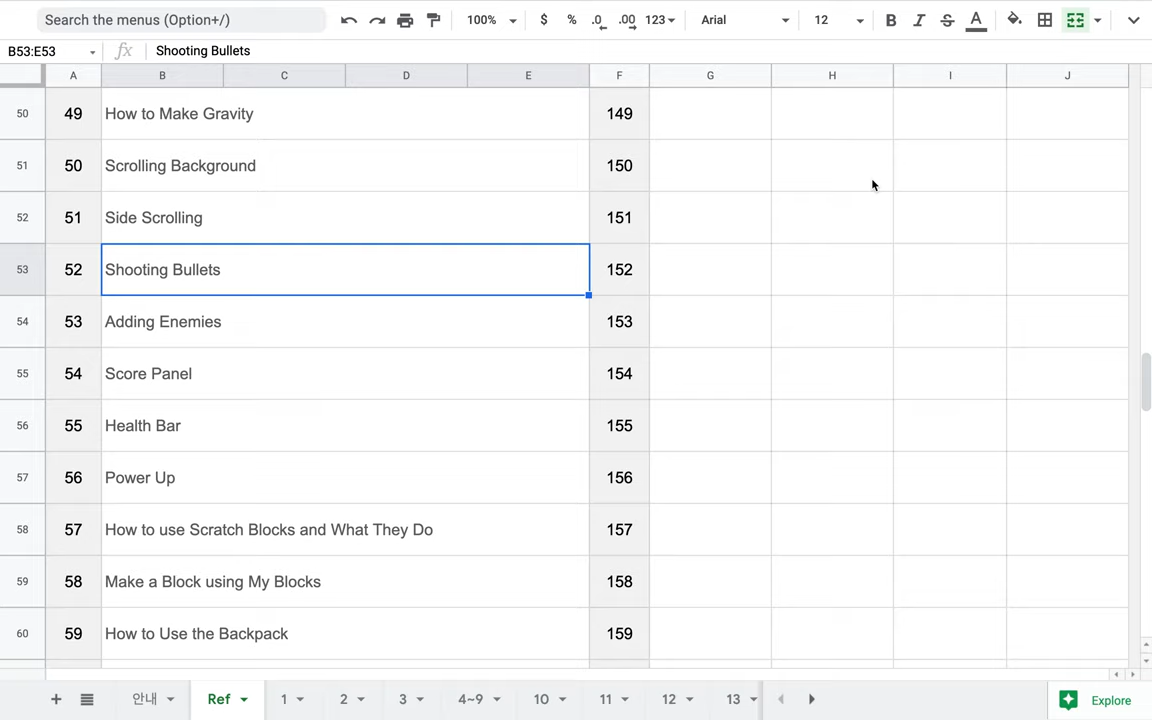 Search the menus (Option+/) 100% $ % .0 .00 123 Arial 12 B I S A
B53:E53 fx Shooting Bullets
A B C D E F G H I J
50 49 How to Make Gravity 149
51 50 Scrolling Background 150
52 51 Side Scrolling 151
53 52 Shooting Bullets 152
54 53 Adding Enemies 153
55 54 Score Panel 154
56 55 Health Bar 155
57 56 Power Up 156
58 57 How to use Scratch Blocks and What They Do 157
59 58 Make a Block using My Blocks 158
60 59 How to Use the Backpack 159
+ 안내 Ref 1 2 3 4~9 10 11 12 13 Explore